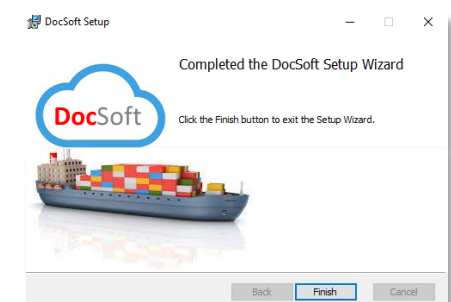 DocSoft Setup
Completed the DocSoft Setup Wizard
DocSoft
Click the Finish button to exit the Setup Wizard.
Back
Finish
Cancel